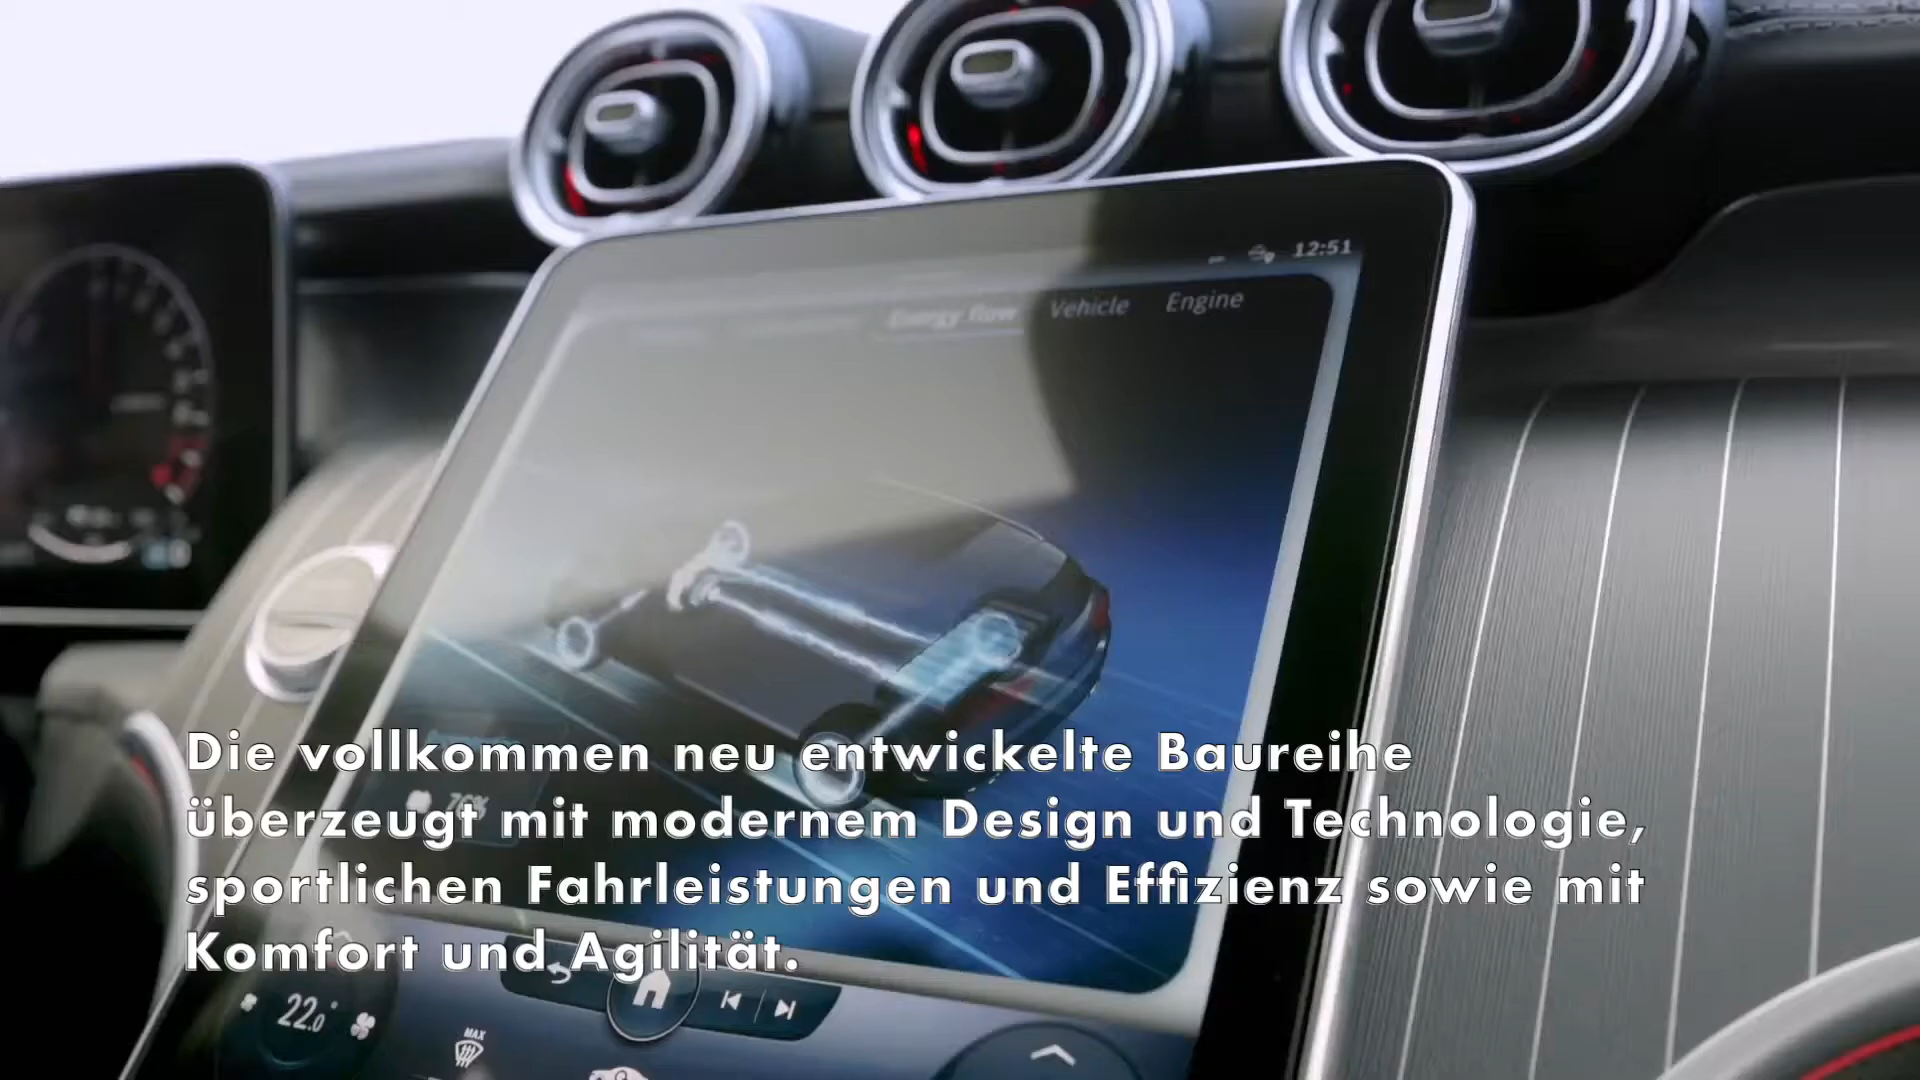 12:51
Energy flow Vehicle Engine
Die vollkommen neu entwickelte Baureihe
76%
überzeugt mit modernem Design und Technologie,
sportlichen Fahrleistungen und Effizienz sowie mit
Komfort und Agilität.
22.0°
MAX